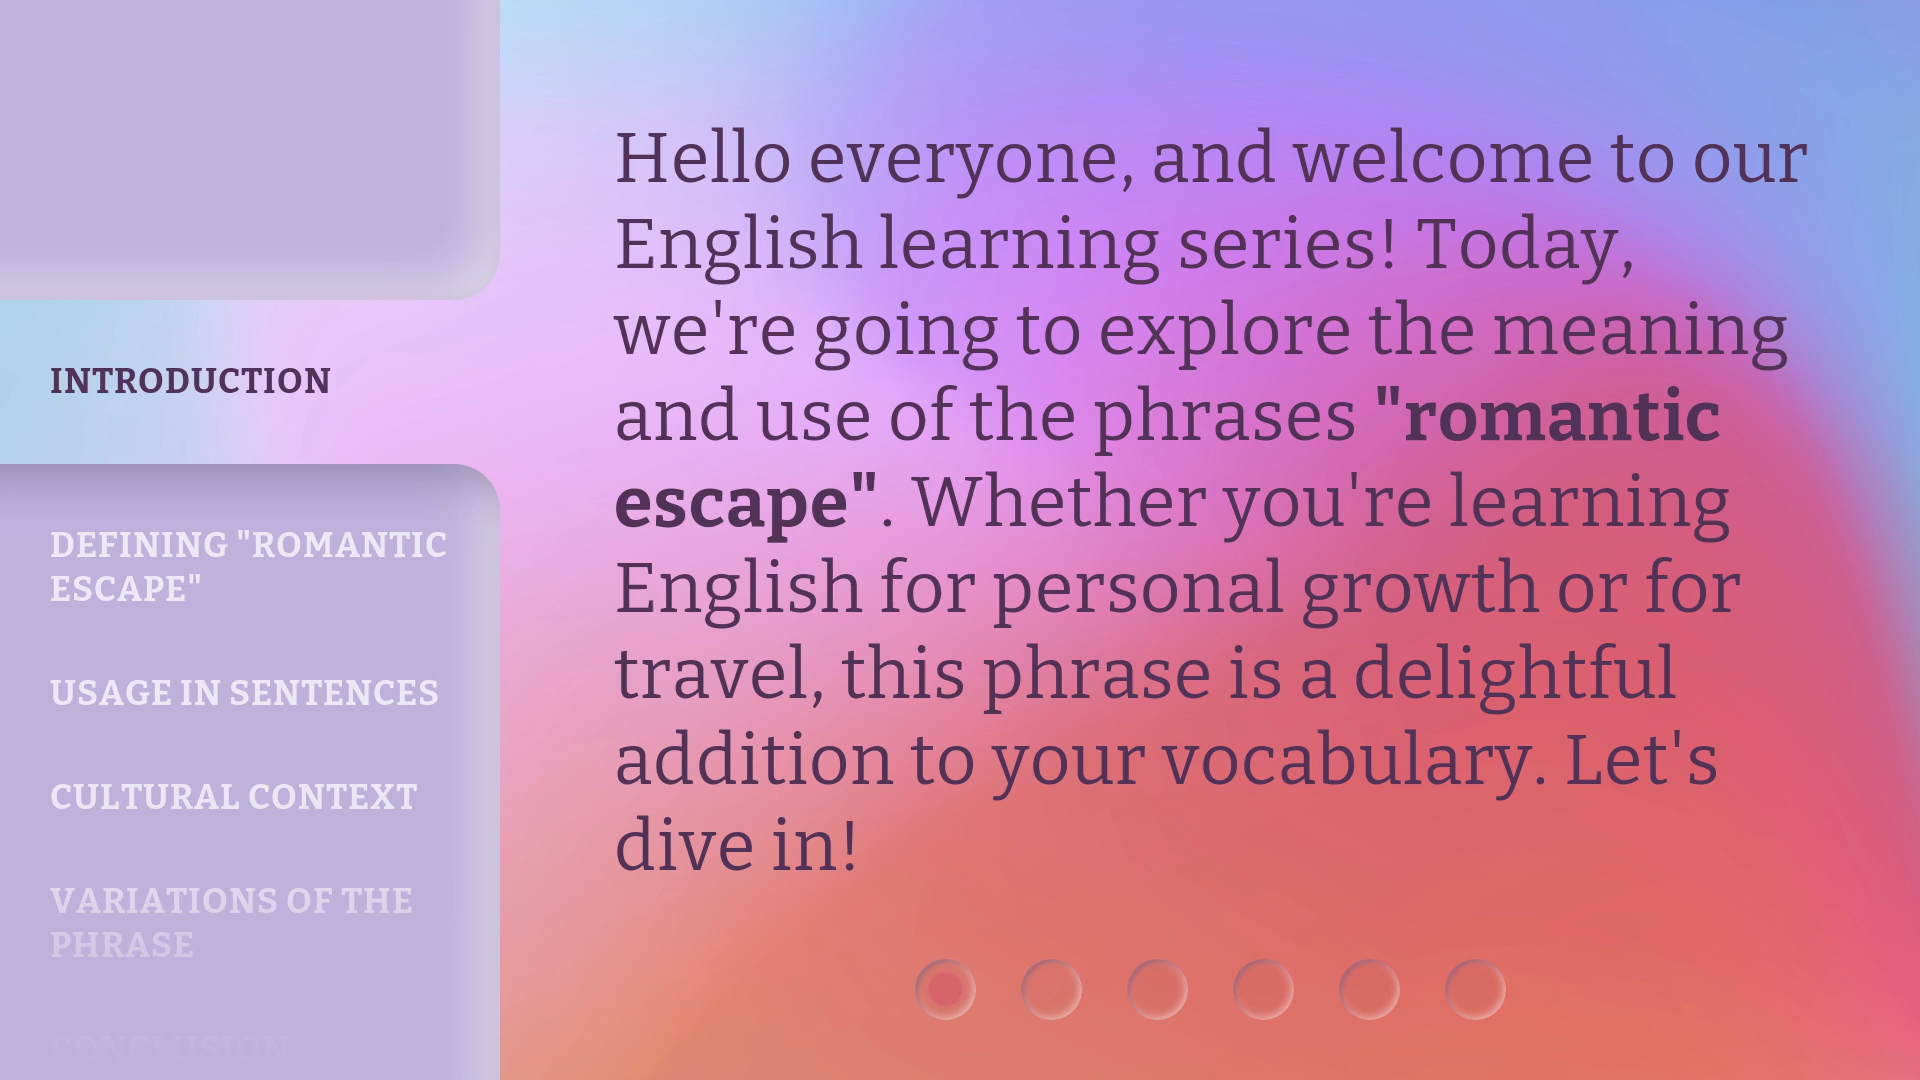 INTRODUCTION
DEFINING "ROMANTIC
ESCAPE"
USAGE IN SENTENCES
CULTURAL CONTEXT
VARIATIONS OF THE
PHRASE
CONCLUSION
Hello everyone, and welcome to our
English learning series! Today,
we're going to explore the meaning
and use of the phrases "romantic
escape". Whether you're learning
English for personal growth or for
travel, this phrase is a delightful
addition to your vocabulary. Let's
dive in!